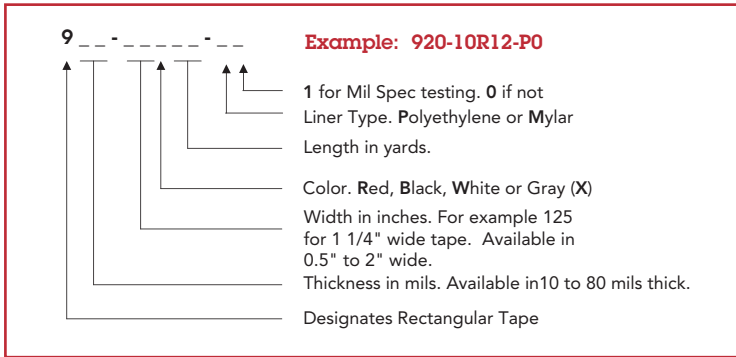 9 _ _ - _ _ _ _ _ - _ _
Example: 920-10R12-P0
1 for Mil Spec testing. 0 if not
Liner Type. Polyethylene or Mylar
Length in yards.
Color. Red, Black, White or Gray (X)
Width in inches. For example 125
for 1 1/4" wide tape. Available in
0.5" to 2" wide.
Thickness in mils. Available in10 to 80 mils thick.
Designates Rectangular Tape